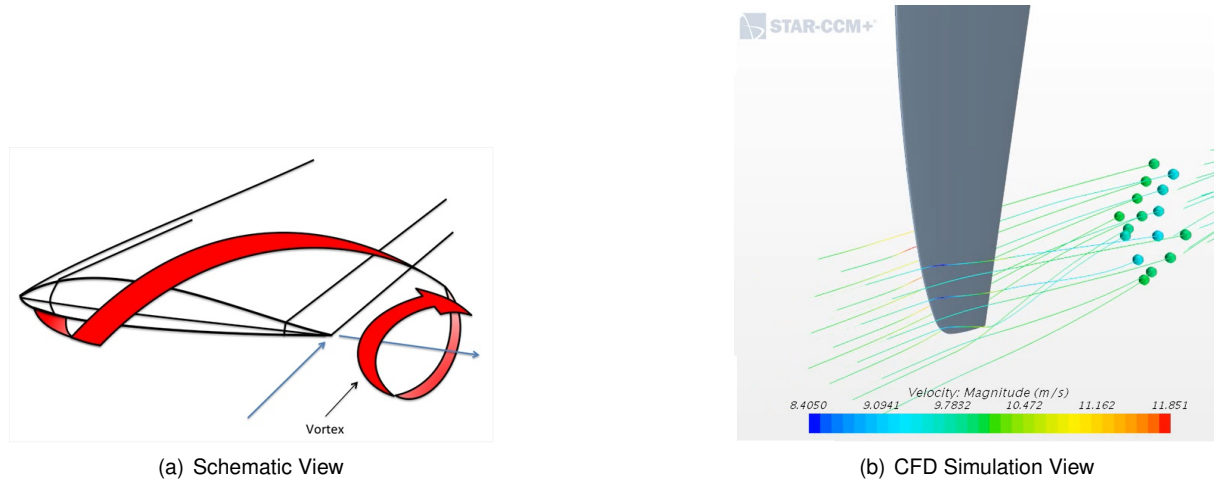 STAR-CCM+
Vortex
Velocity: Magnitude (m/s)
8.4050 9.0941 9.7832 10.472 11.162 11.851
(a) Schematic View
(b) CFD Simulation View